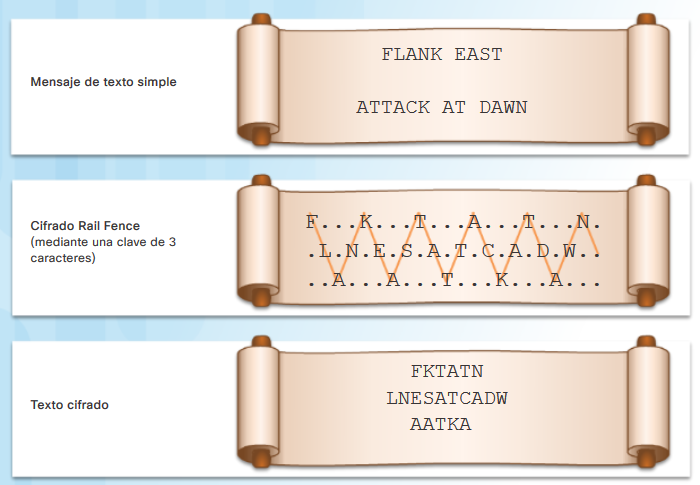 Mensaje de texto simple
FLANK EAST
ATTACK AT DAWN
Cifrado Rail Fence
(mediante una clave de 3
caracteres)
F...K...T...A...T...N.
.L.N.E.S.A.T.C.A.D.W..
..A...A...T...K...A...
Texto cifrado
FKTATN
LNESATCADW
AATKA